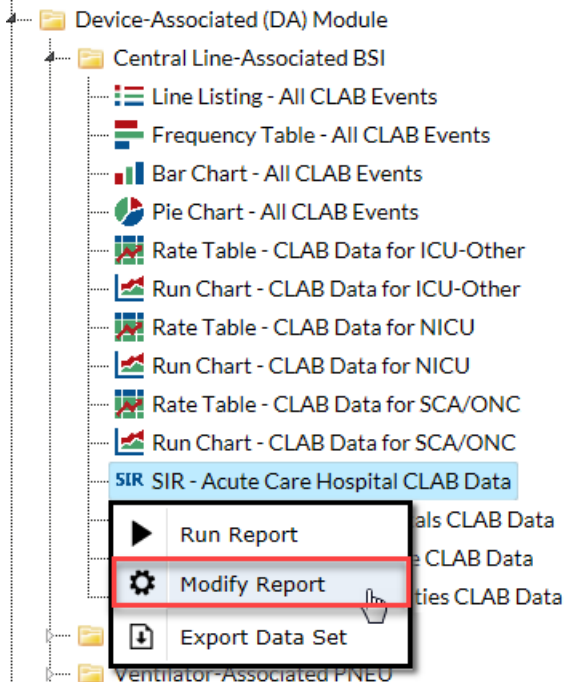 Device-Associated (DA) Module
Central Line-Associated BSI
Line Listing - All CLAB Events
Frequency Table - All CLAB Events
Bar Chart - All CLAB Events
Pie Chart - All CLAB Events
Rate Table - CLAB Data for ICU-Other
Run Chart - CLAB Data for ICU-Other
Rate Table - CLAB Data for NICU
Run Chart - CLAB Data for NICU
Rate Table - CLAB Data for SCA/ONC
Run Chart - CLAB Data for SCA/ONC
SIR SIR - Acute Care Hospital CLAB Data
als CLAB Data
Run Report
e CLAB Data
Modify Report
ties CLAB Data
Export Data Set
Ventilator-Associated PNEU